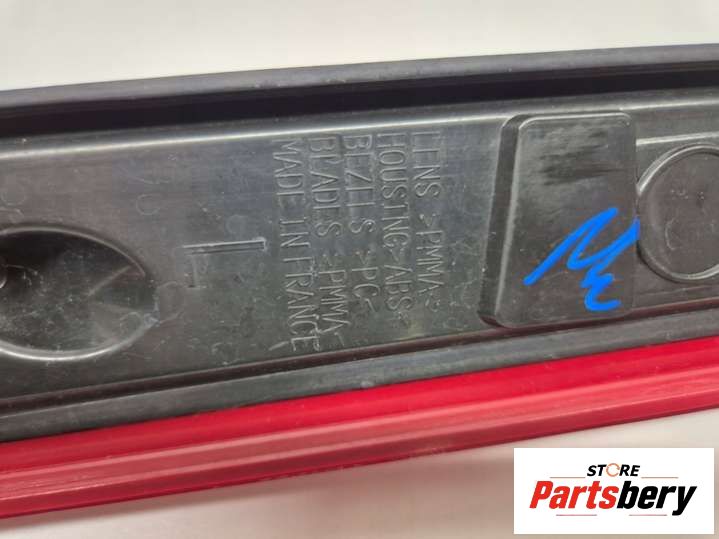 LENS >PMMA<
HOUSING >ABS<
BEZELS >PC<
BLADES >PMMA<
MADE IN FRANCE
STORE
Partsbery